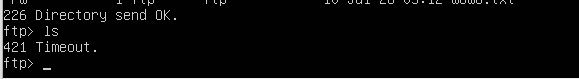 226 Directory send OK.
ftp> ls
421 Timeout.
ftp> _